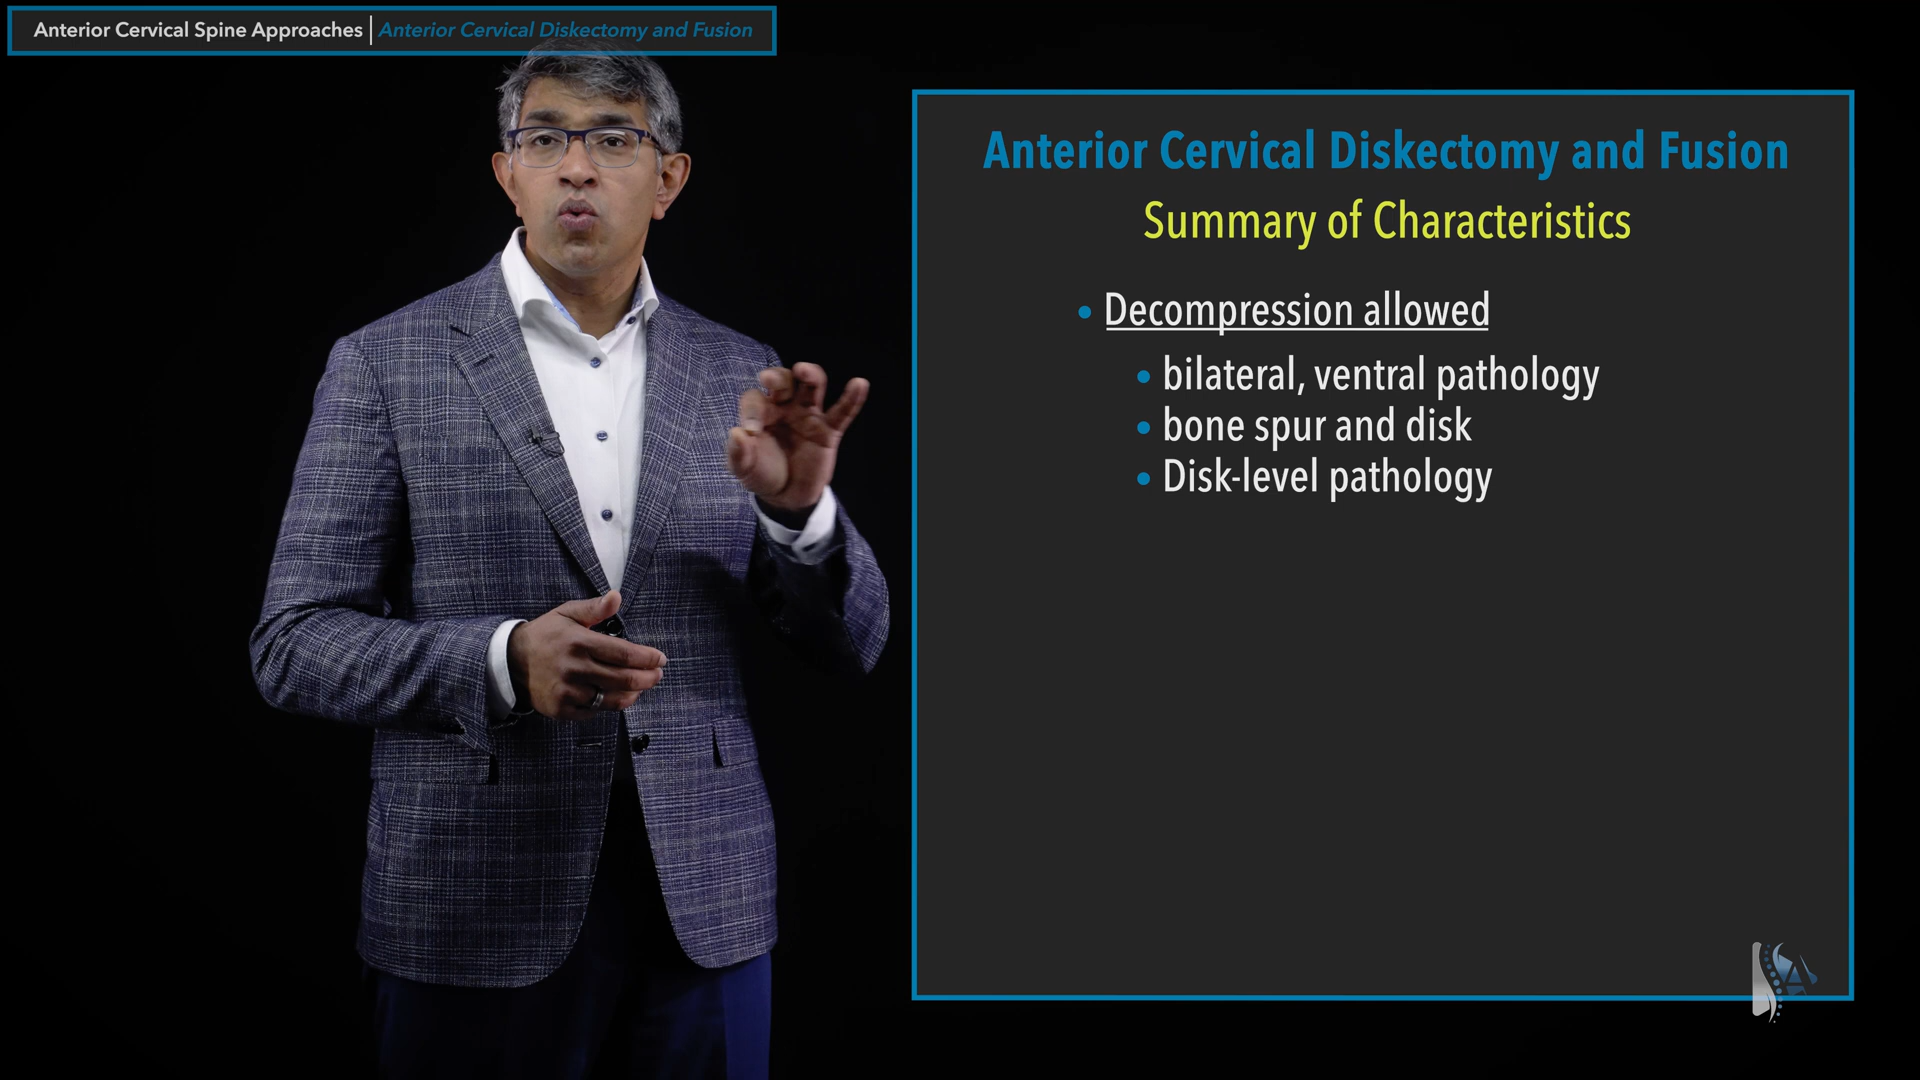 Anterior Cervical Spine Approaches | Anterior Cervical Diskectomy and Fusion
Anterior Cervical Diskectomy and Fusion
Summary of Characteristics
• Decompression allowed
• bilateral, ventral pathology
• bone spur and disk
• Disk-level pathology